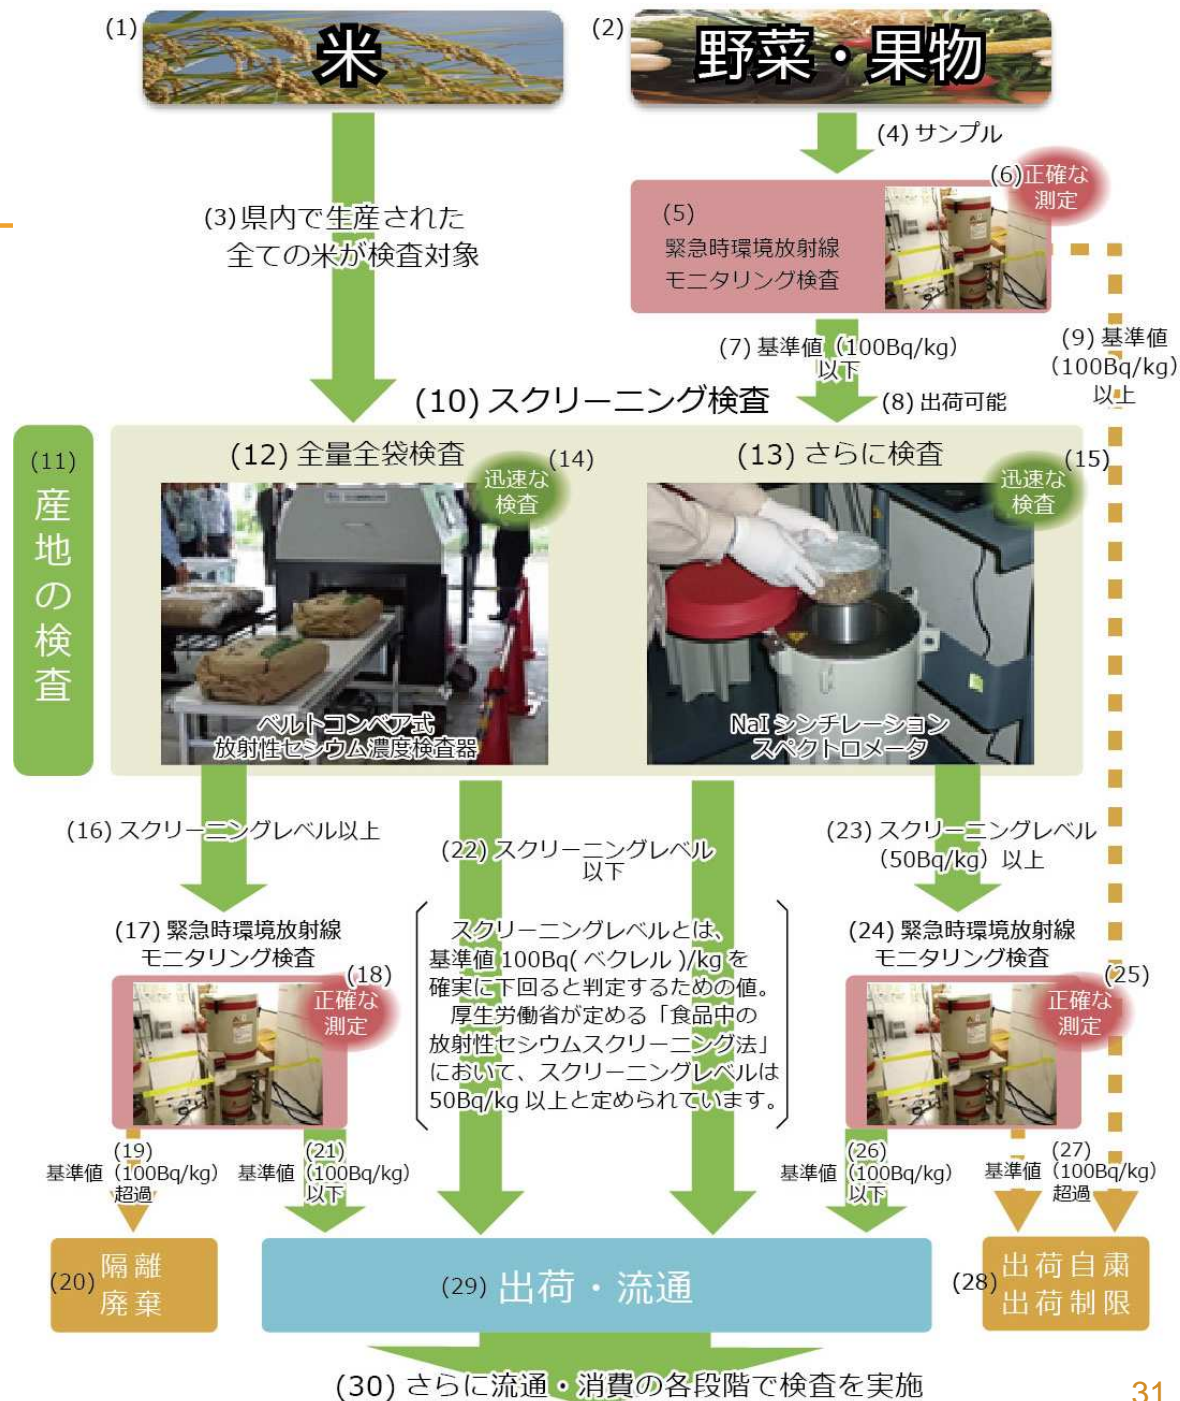 (1) 米
(2) 野菜・果物
(3) 県内で生産された
全ての米が検査対象
(4) サンプル
(5)
緊急時環境放射線
モニタリング検査
(6) 正確な
測定
(7) 基準値（100Bq/kg）
以下
(8) 出荷可能
(9) 基準値
（100Bq/kg）
以上
(10) スクリーニング検査
(11)
産地の検査
(12) 全量全袋検査
(14)
迅速な
検査
ベルトコンベア式
放射性セシウム濃度検査器
(13) さらに検査
(15)
迅速な
検査
NaI シンチレーション
スペクトロメータ
(16) スクリーニングレベル以上
(17) 緊急時環境放射線
モニタリング検査
(18)
正確な
測定
(19)
基準値（100Bq/kg）
超過
(20) 隔離
廃棄
(21)
基準値（100Bq/kg）
以下
(22) スクリーニングレベル
以下
スクリーニングレベルとは、
基準値 100Bq( ベクレル )/kg を
確実に下回ると判定するための値。
厚生労働省が定める「食品中の
放射性セシウムスクリーニング法」
において、スクリーニングレベルは
50Bq/kg 以上と定められています。
(23) スクリーニングレベル
（50Bq/kg）以上
(24) 緊急時環境放射線
モニタリング検査
(25)
正確な
測定
(26)
基準値（100Bq/kg）
以下
(27)
基準値（100Bq/kg）
超過
(28) 出荷自粛
出荷制限
(29) 出荷・流通
(30) さらに流通・消費の各段階で検査を実施
31